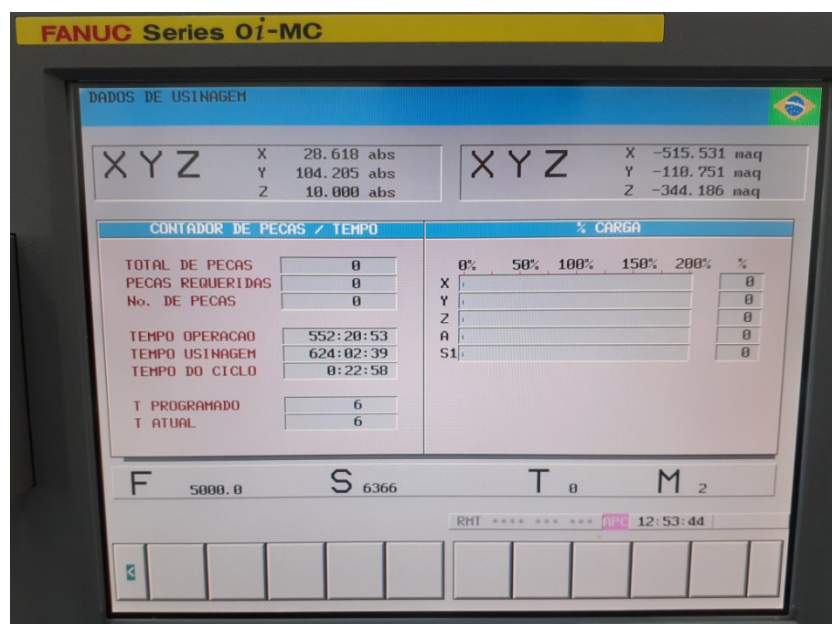 FANUC Series 0i-MC
DADOS DE USINAGEM
X Y Z
X 28.618 abs
Y 104.205 abs
Z 10.000 abs
X Y Z
X -515.531 maq
Y -110.751 maq
Z -344.186 maq
CONTADOR DE PECAS / TEMPO
TOTAL DE PECAS 0
PECAS REQUERIDAS 0
No. DE PECAS 0
TEMPO OPERACAO 552:20:53
TEMPO USINAGEM 624:02:39
TEMPO DO CICLO 0:22:58
T PROGRAMADO 6
T ATUAL 6
% CARGA
0% 50% 100% 150% 200% %
X 0
Y 0
Z 0
A 0
S1 0
F 5000.0 S 6366 T 0 M 2
RMT **** *** *** APC 12:53:44
<